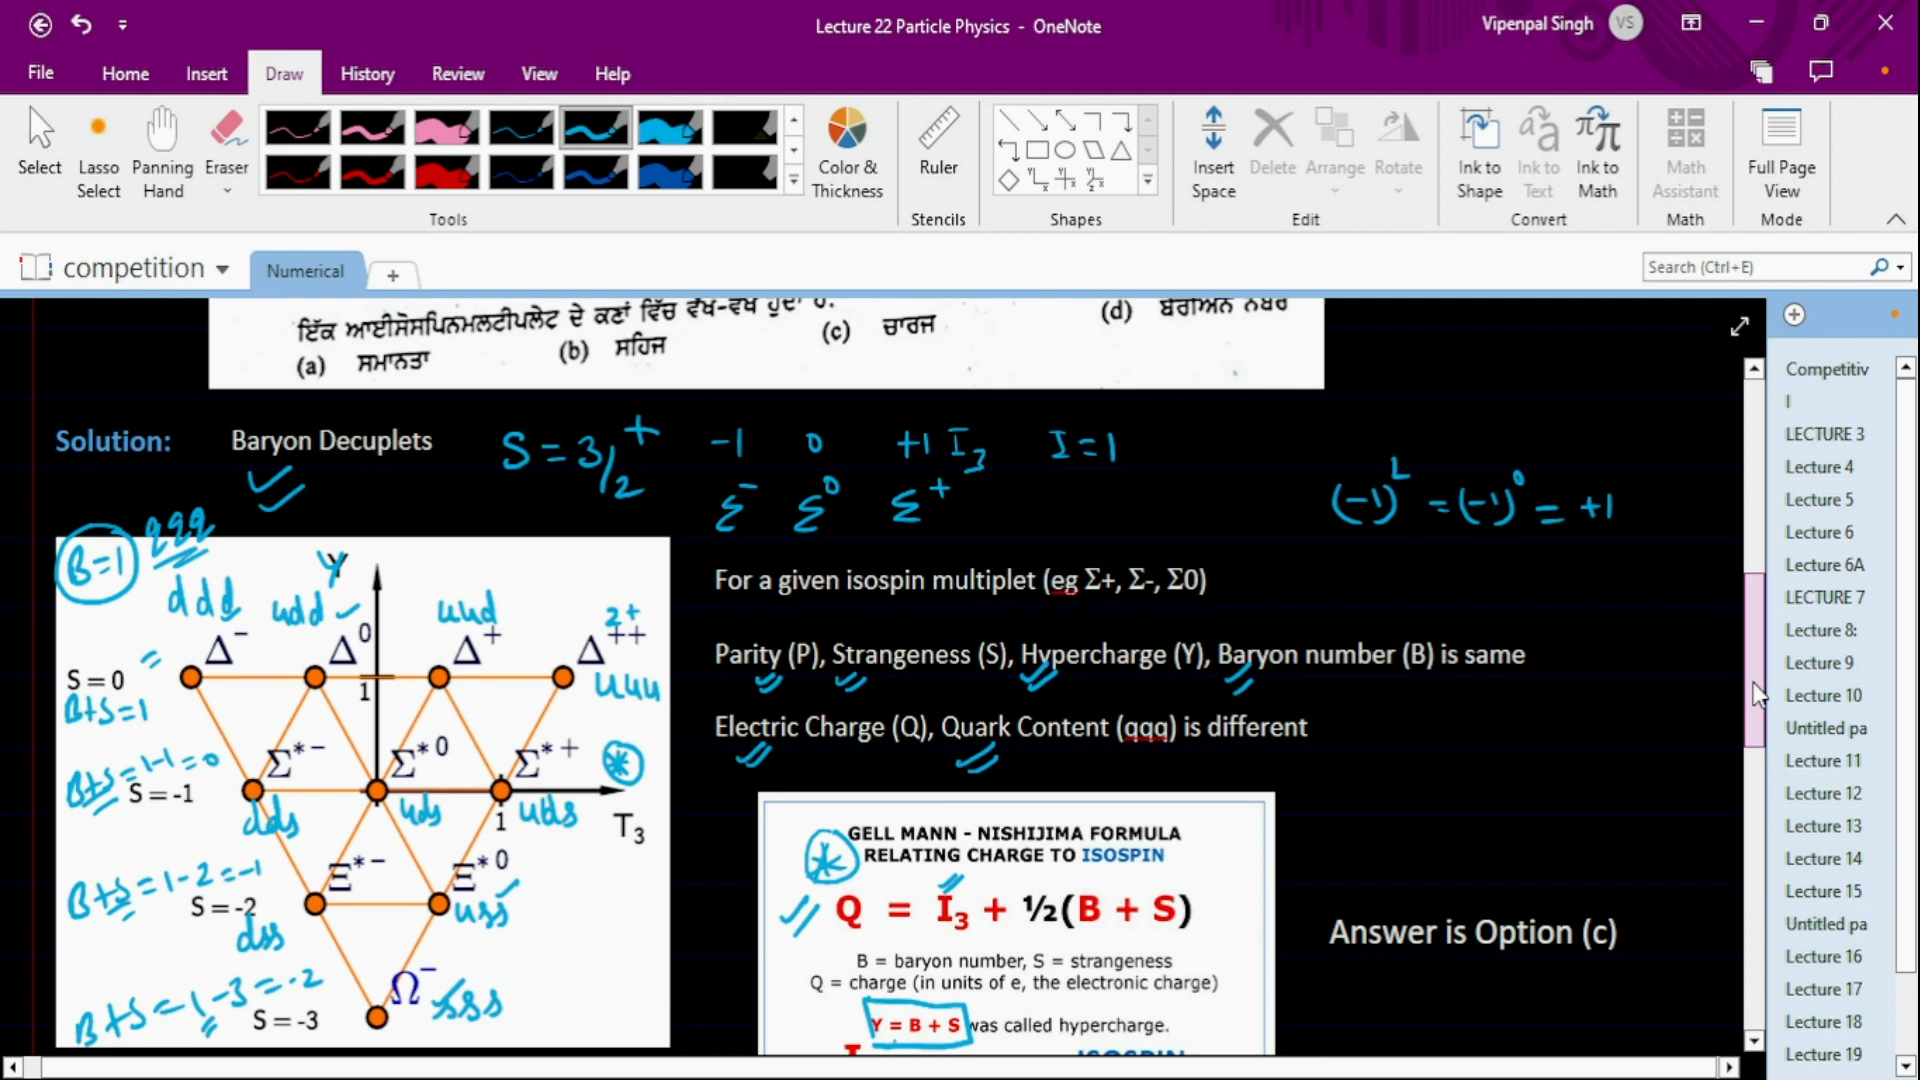 Lecture 22 Particle Physics - OneNote
Vipenpal Singh
VS
File Home Insert Draw History Review View Help
Select
Lasso Select
Panning Hand
Eraser
Tools
Color & Thickness
Ruler
Stencils
Shapes
Insert Space
Delete
Arrange
Rotate
Edit
Ink to Shape
Ink to Text
Ink to Math
Convert
Math Assistant
Math
Full Page View
Mode
competition
Numerical
Search (Ctrl+E)
ਇੱਕ ਆਈਸੋਸਪਿਨਮਲਟੀਪਲੇਟ ਦੇ ਕਣਾਂ ਵਿੱਚ ਵੱਖ-ਵੱਖ ਹੁੰਦਾ ਹੈ.
(a) ਸਮਾਨਤਾ (b) ਸਹਿਜ (c) ਚਾਰਜ (d) ਬੇਰੀਅਨ ਨੰਬਰ
Solution: Baryon Decuplets
S = 3/2 +
-1 0 +1 I3 I = 1
Σ- Σ0 Σ+
(-1)^L = (-1)^0 = +1
B=1 qqq
Y
ddd udd uud 2+
Δ− Δ0 Δ+ Δ++
S = 0
B+S=1
1
uuu
Σ*− Σ*0 Σ*+
B+S=1-1=0
S = -1
dds uds
1
T3
Ξ*− Ξ*0
B+S=1-2=-1
S = -2
dss uss
Ω− sss
B+S=1-3=-2
S = -3
For a given isospin multiplet (eg Σ+, Σ-, Σ0)
Parity (P), Strangeness (S), Hypercharge (Y), Baryon number (B) is same
Electric Charge (Q), Quark Content (qqq) is different
GELL MANN - NISHIJIMA FORMULA
RELATING CHARGE TO ISOSPIN
Q = I3 + ½(B + S)
B = baryon number, S = strangeness
Q = charge (in units of e, the electronic charge)
Y = B + S was called hypercharge.
ISOSPIN
Answer is Option (c)
Competitiv
I
LECTURE 3
Lecture 4
Lecture 5
Lecture 6
Lecture 6A
LECTURE 7
Lecture 8:
Lecture 9
Lecture 10
Untitled pa
Lecture 11
Lecture 12
Lecture 13
Lecture 14
Lecture 15
Untitled pa
Lecture 16
Lecture 17
Lecture 18
Lecture 19